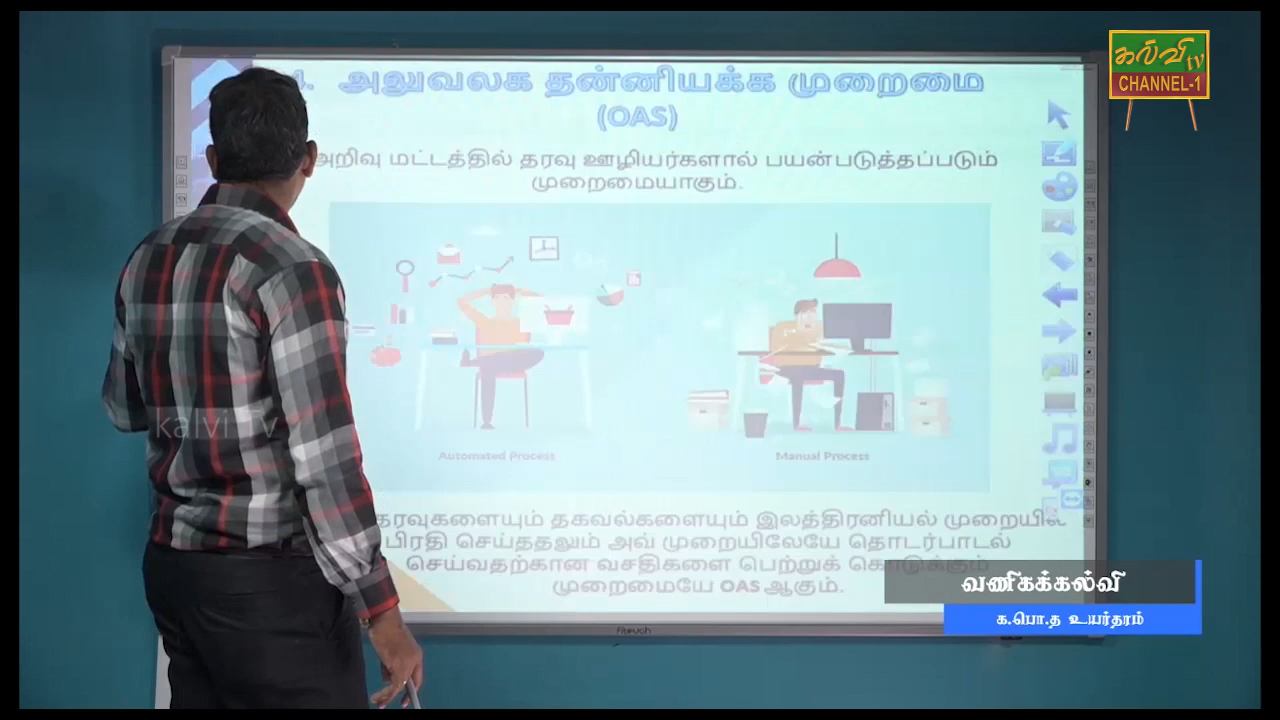 கல்வி tv
CHANNEL-1
4. அலுவலக தன்னியக்க முறைமை
(OAS)
அறிவு மட்டத்தில் தரவு ஊழியர்களால் பயன்படுத்தப்படும்
முறைமையாகும்.
Automated Process
Manual Process
kalvi Tv
தரவுகளையும் தகவல்களையும் இலத்திரனியல் முறையில்
பிரதி செய்ததலும் அவ் முறையிலேயே தொடர்பாடல்
செய்வதற்கான வசதிகளை பெற்றுக் கொடுக்கும்
முறைமையே OAS ஆகும்.
வணிகக்கல்வி
க.பொ.த உயர்தரம்